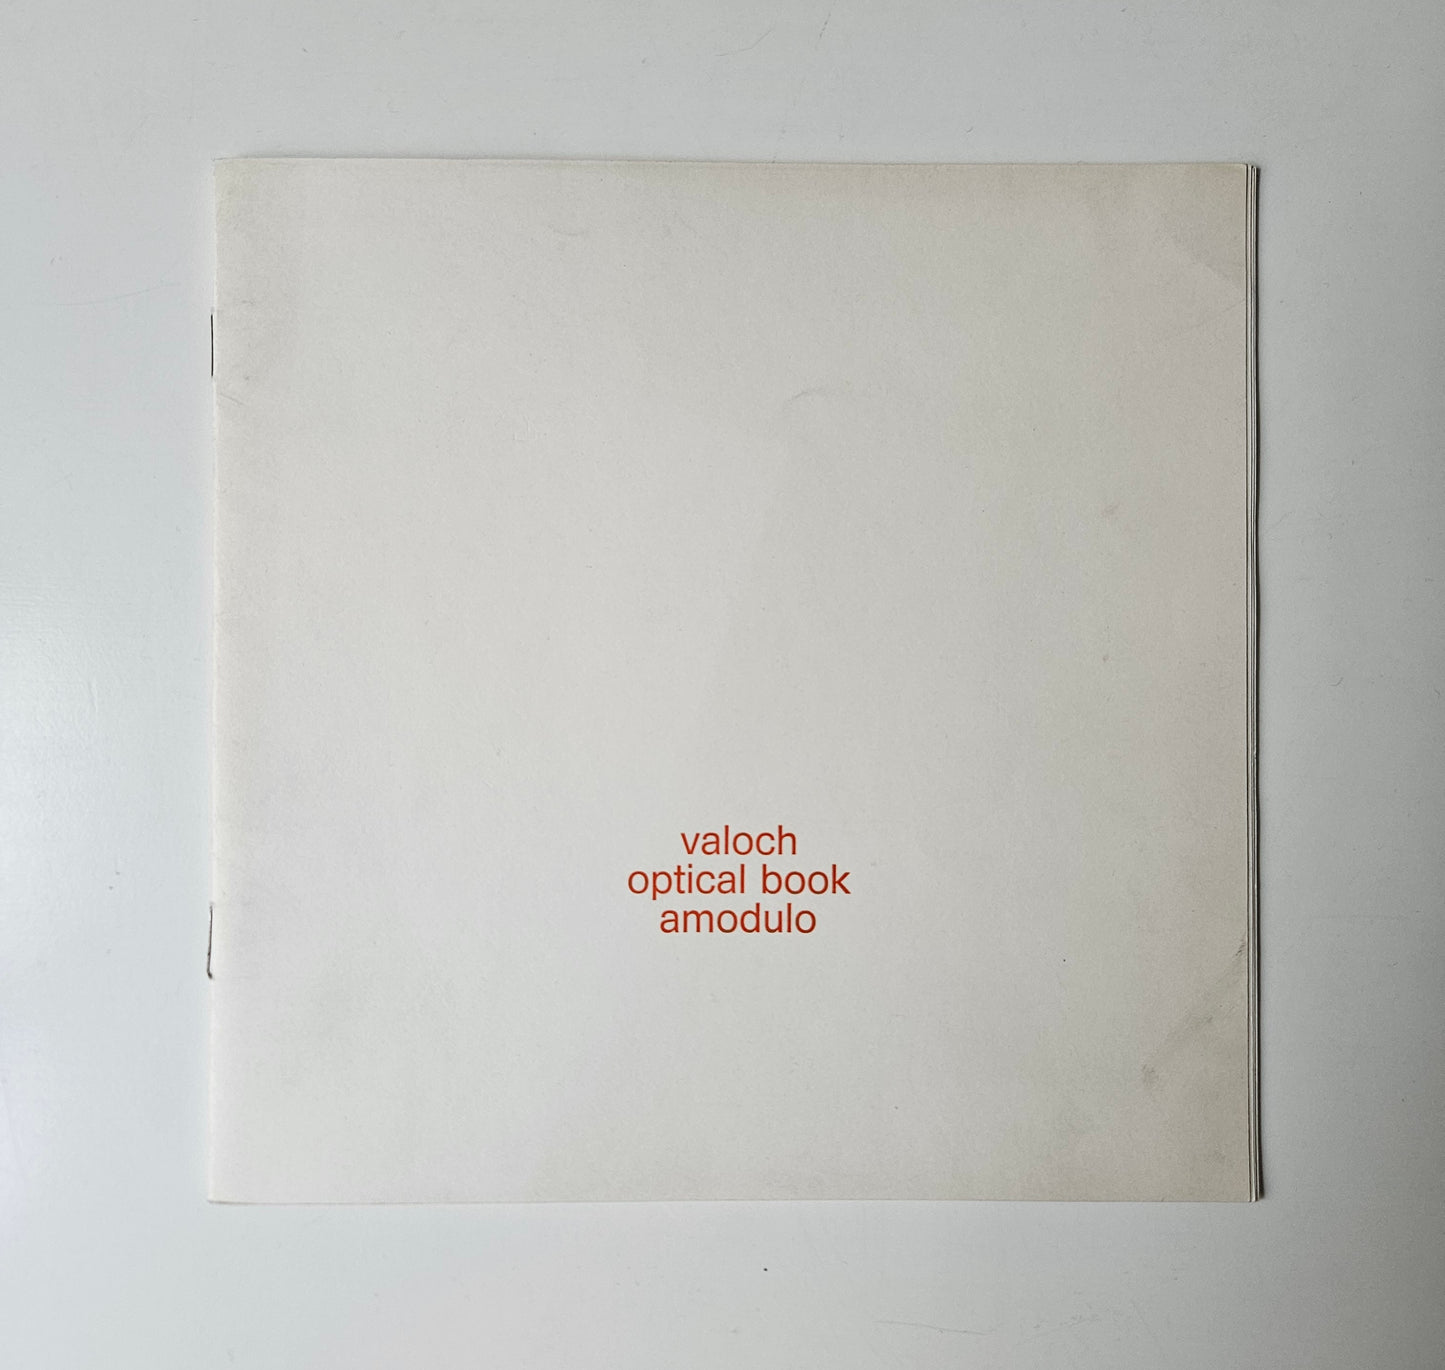 valoch
optical book
amodulo